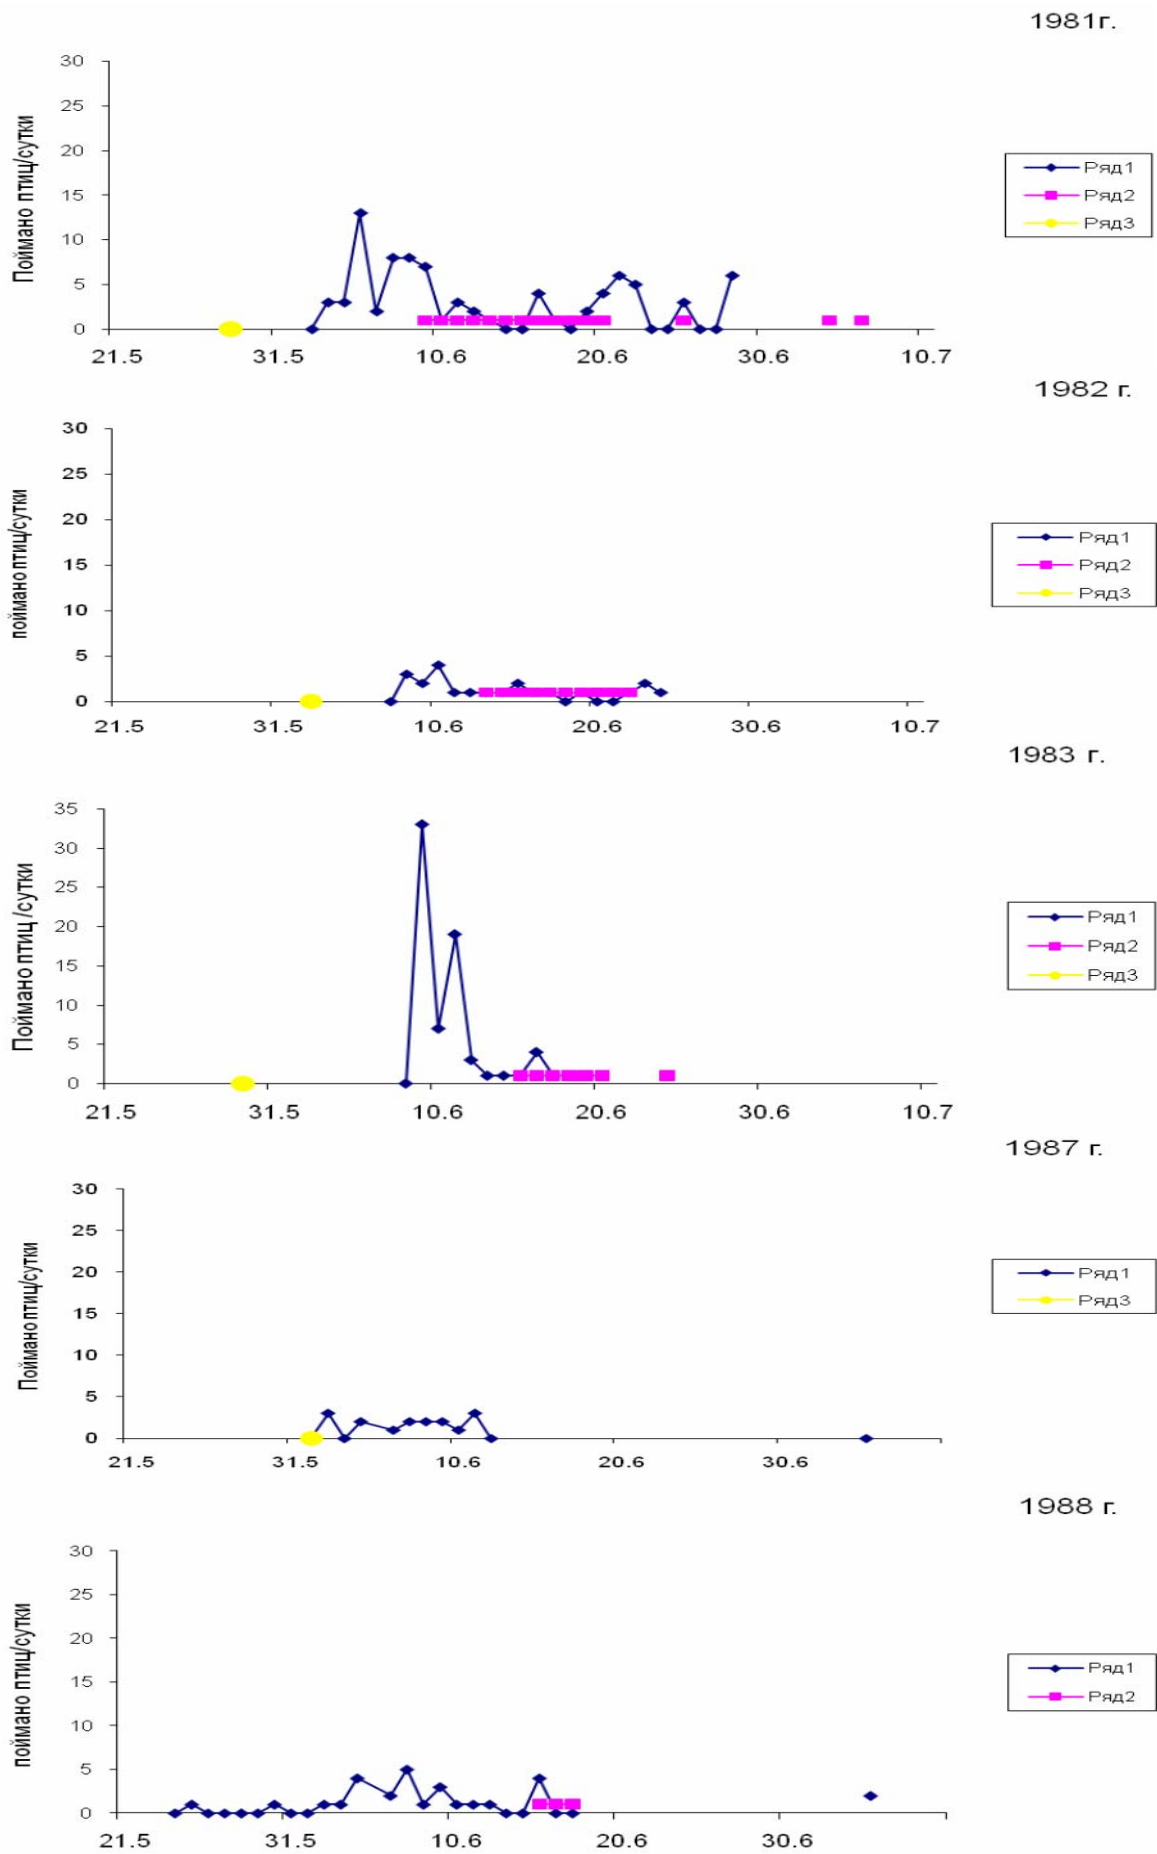 1981г.
Поймано птиц/сутки
30
25
20
15
10
5
0
21.5 31.5 10.6 20.6 30.6 10.7
Ряд1
Ряд2
Ряд3
1982 г.
поймано птиц/сутки
30
25
20
15
10
5
0
21.5 31.5 10.6 20.6 30.6 10.7
Ряд1
Ряд2
Ряд3
1983 г.
Поймано птиц /сутки
35
30
25
20
15
10
5
0
21.5 31.5 10.6 20.6 30.6 10.7
Ряд1
Ряд2
Ряд3
1987 г.
Поймано птиц/сутки
30
25
20
15
10
5
0
21.5 31.5 10.6 20.6 30.6
Ряд1
Ряд3
1988 г.
поймано птиц/сутки
30
25
20
15
10
5
0
21.5 31.5 10.6 20.6 30.6
Ряд1
Ряд2